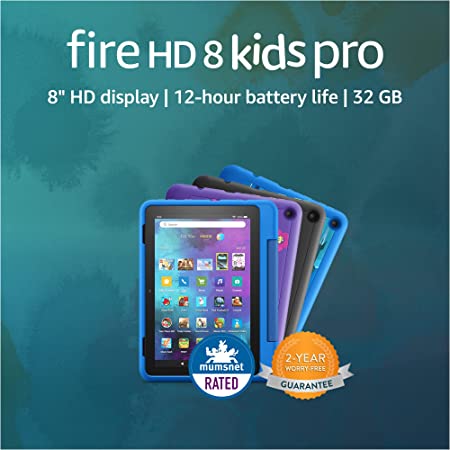 fire HD 8 kids pro
8" HD display | 12-hour battery life | 32 GB
mumsnet
RATED
2-YEAR
WORRY-FREE
GUARANTEE